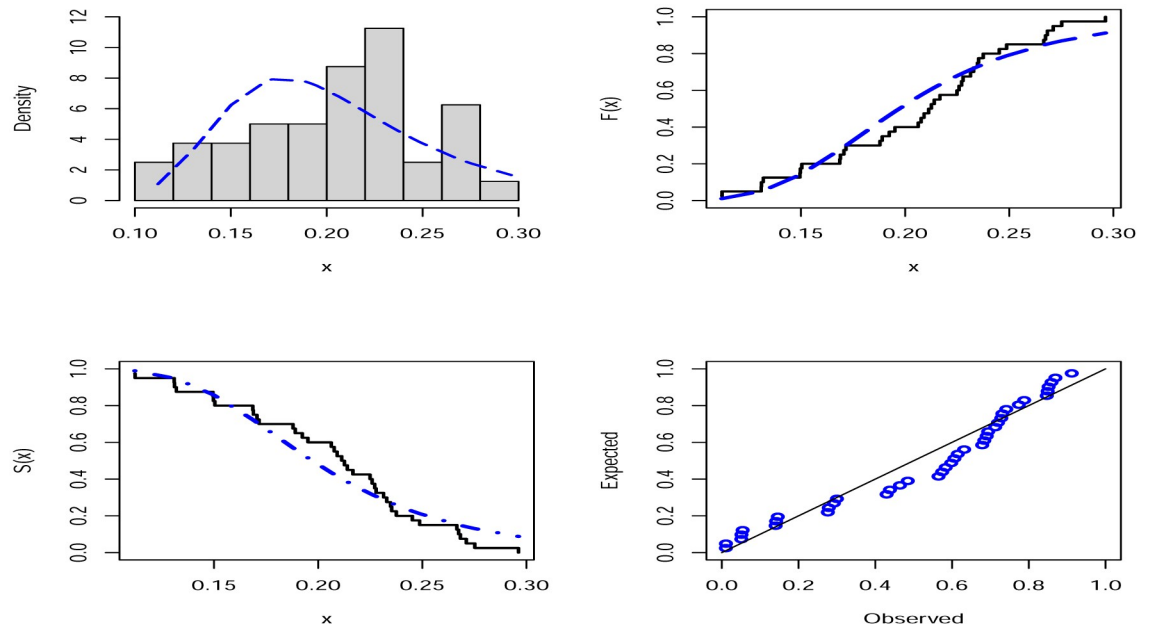 Density
0 2 4 6 8 10 12
0.10 0.15 0.20 0.25 0.30
x
F(x)
0.0 0.2 0.4 0.6 0.8 1.0
0.15 0.20 0.25 0.30
x
S(x)
0.0 0.2 0.4 0.6 0.8 1.0
0.15 0.20 0.25 0.30
x
Expected
0.0 0.2 0.4 0.6 0.8 1.0
0.0 0.2 0.4 0.6 0.8 1.0
Observed